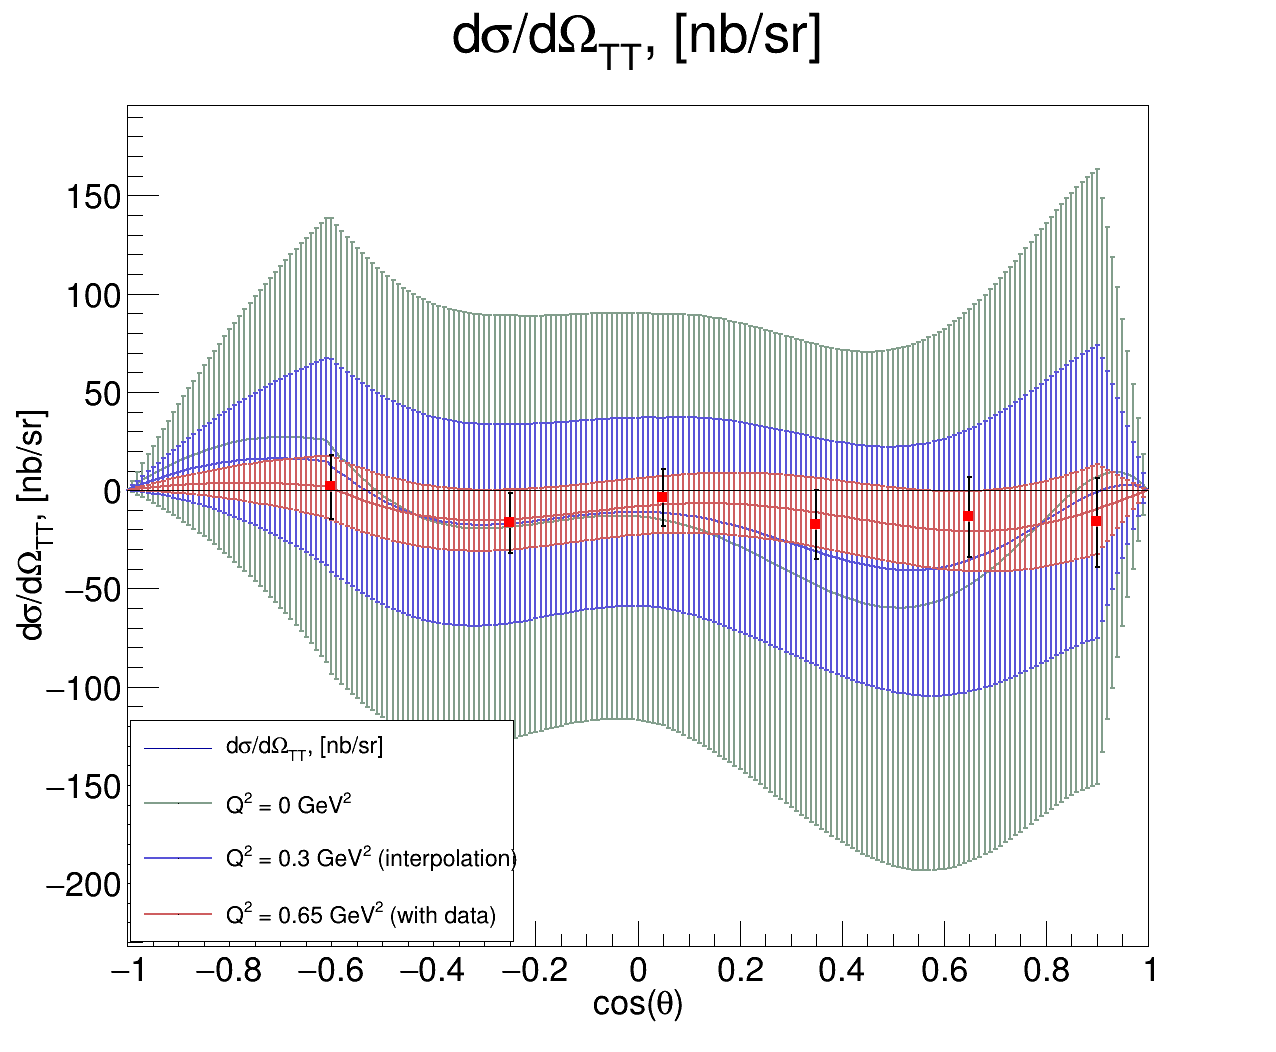 dσ/dΩTT, [nb/sr]
dσ/dΩTT, [nb/sr]
150
100
50
0
−50
−100
−150
−200
dσ/dΩTT, [nb/sr]
Q² = 0 GeV²
Q² = 0.3 GeV² (interpolation)
Q² = 0.65 GeV² (with data)
−1 −0.8 −0.6 −0.4 −0.2 0 0.2 0.4 0.6 0.8 1
cos(θ)